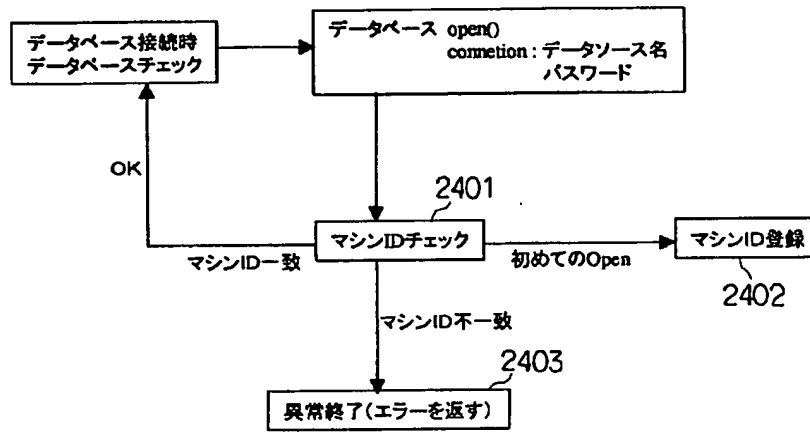 データベース接続時
データベースチェック
データベース open()
connetion : データソース名
パスワード
OK
2401
マシンIDチェック
マシンID一致
初めてのOpen
マシンID登録
2402
マシンID不一致
2403
異常終了(エラーを返す)